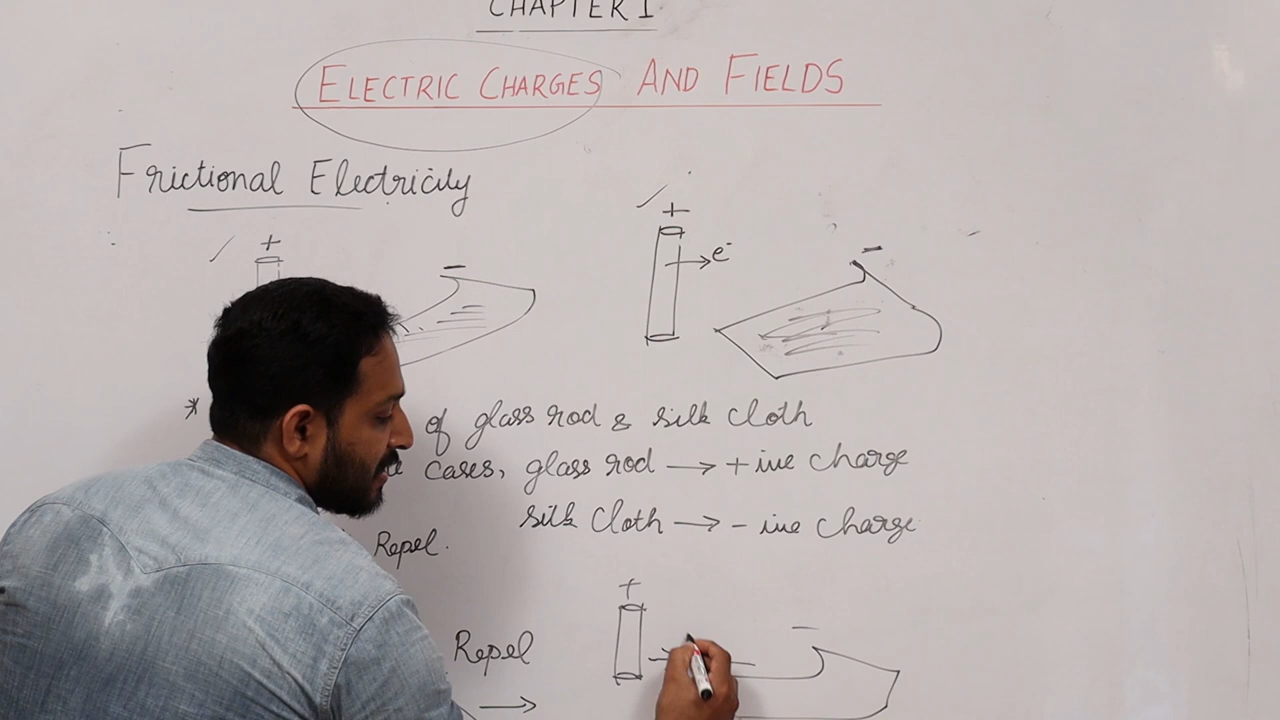 CHAPTER 1
ELECTRIC CHARGES AND FIELDS
Frictional Electricity
+
+
e⁻
-
-
* of glass rod & silk cloth
cases, glass rod → +ive charge
silk cloth → -ive charge
Repel.
+
-
Repel
→